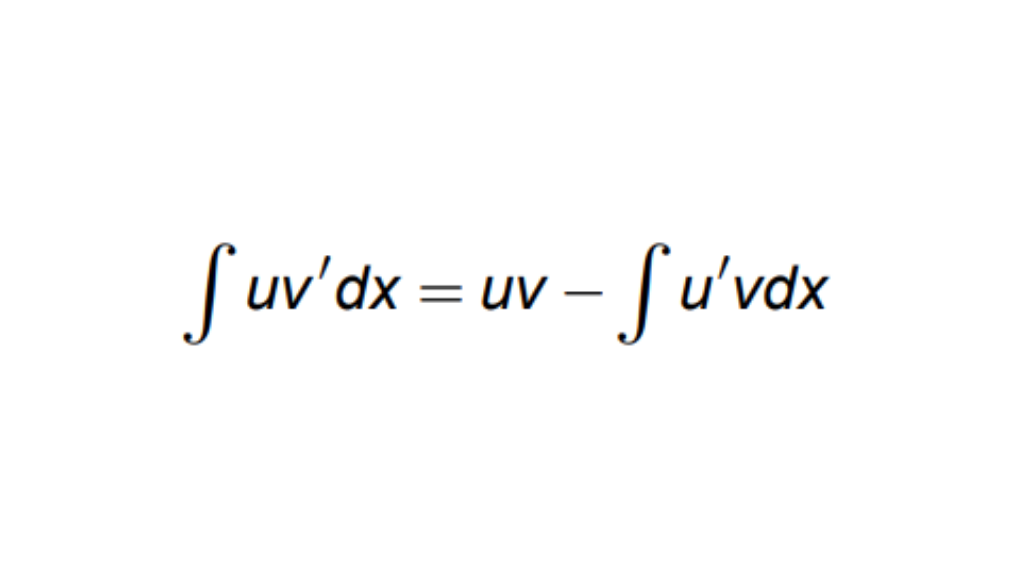 ∫ uv′dx = uv − ∫ u′vdx